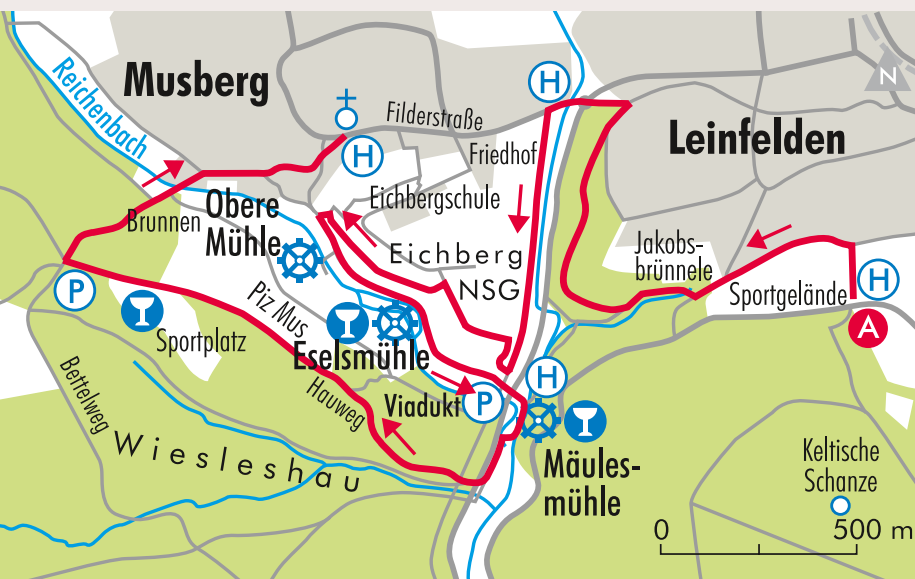 Musberg
Reichenbach
Filderstraße
H
H
Friedhof
N
Leinfelden
Eichbergschule
Brunnen
Obere
Mühle
Eichberg
NSG
Jakobs-
brünnele
Sportgelände
H
A
P
Piz Mus
Sportplatz
Eselsmühle
Hauweg
Viadukt
P
H
Bettelweg
Wiesleshau
Mäules-
mühle
Keltische
Schanze
0
500 m